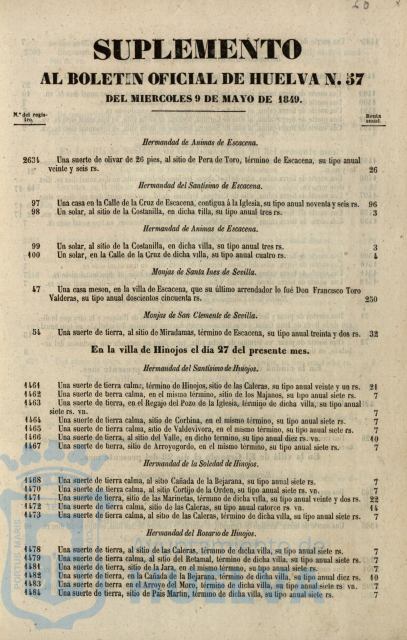 SUPLEMENTO
AL BOLETIN OFICIAL DE HUELVA N. 57
DEL MIERCOLES 9 DE MAYO DE 1849.
N.º del regis-
tro.
Renta
anual.
Hermandad de Animas de Escacena.
2634 Una suerte de olivar de 26 pies, al sitio de Pera de Toro, término de Escacena, su tipo anual
veinte y seis rs. 26
Hermandad del Santísimo de Escacena.
97 Una casa en la Calle de la Cruz de Escacena, contigua á la Iglesia, su tipo anual noventa y seis rs. 96
98 Un solar, al sitio de la Costanilla, en dicha villa, su tipo anual tres rs. 3
Hermandad de Animas de Escacena.
99 Un solar, al sitio de la Costanilla, en dicha villa, su tipo anual tres rs. 3
100 Un solar, en la Calle de la Cruz de dicha villa, su tipo anual cuatro rs. 4
Monjas de Santa Ines de Sevilla.
47 Una casa meson, en la villa de Escacena, que su último arrendador lo fué Don Francisco Toro
Valderas, su tipo anual doscientos cincuenta rs. 250
Monjas de San Clemente de Sevilla.
54 Una suerte de tierra, al sitio de Miradamas, término de Escacena, su tipo anual treinta y dos rs. 32
En la villa de Hinojos el dia 27 del presente mes.
Hermandad del Santísimo de Hinojos.
1461 Una suerte de tierra calma, término de Hinojos, sitio de las Caleras, su tipo anual veinte y un rs. 21
1462 Una suerte de tierra calma, en el mismo término, sitio de los Majanos, su tipo anual siete rs. 7
1463 Una suerte de tierra calma, en el Regajo del Pozo de la Iglesia, término de dicha villa, su tipo anual
siete rs. vn. 7
1464 Una suerte de tierra calma, sitio de Corbina, en el mismo término, su tipo anual siete rs. 7
1465 Una suerte de tierra calma, sitio de Valdetivora, en el mismo término, su tipo anual siete rs. 7
1466 Una suerte de tierra, al sitio del Valle, en dicho termino, su tipo anual diez rs. vn. 10
1467 Una suerte de tierra, sitio de Arroyogordo, en el mismo término, su tipo anual siete rs. 7
Hermandad de la Soledad de Hinojos.
1468 Una suerte de tierra calma, al sitio Cañada de la Bejarana, su tipo anual siete rs. 7
1470 Una suerte de tierra calma, al sitio Cortijo de la Orden, su tipo anual siete rs. vn. 7
1471 Una suerte de tierra, sitio de las Marinetas, término de dicha villa, su tipo anual veinte y dos rs. 22
1472 Una suerte de tierra calma, sitio de las Caleras, su tipo anual catorce rs. vn. 14
1473 Una suerte de tierra, al sitio de las Caleras, término de dicha villa, su tipo anual siete rs. 7
Hermandad del Rosario de Hinojos.
1478 Una suerte de tierra, al sitio de las Caleras, término de dicha villa, su tipo anual siete rs. 7
1479 Una suerte de tierra calma, al sitio del Retamal, término de dicha villa, su tipo anual siete rs. 7
1481 Una suerte de tierra, sitio de la Jara, en el mismo término, su tipo anual siete rs. 7
1482 Una suerte de tierra, en la Cañada de la Bejarana, término de dicha villa, su tipo anual diez rs. 10
1483 Una suerte de tierra en el Arroyo del Moro, término de dicha villa, su tipo anual siete rs. vn. 7
1484 Una suerte de tierra, sitio de Pais Martin, término de dicha villa, su tipo anual siete rs. 7